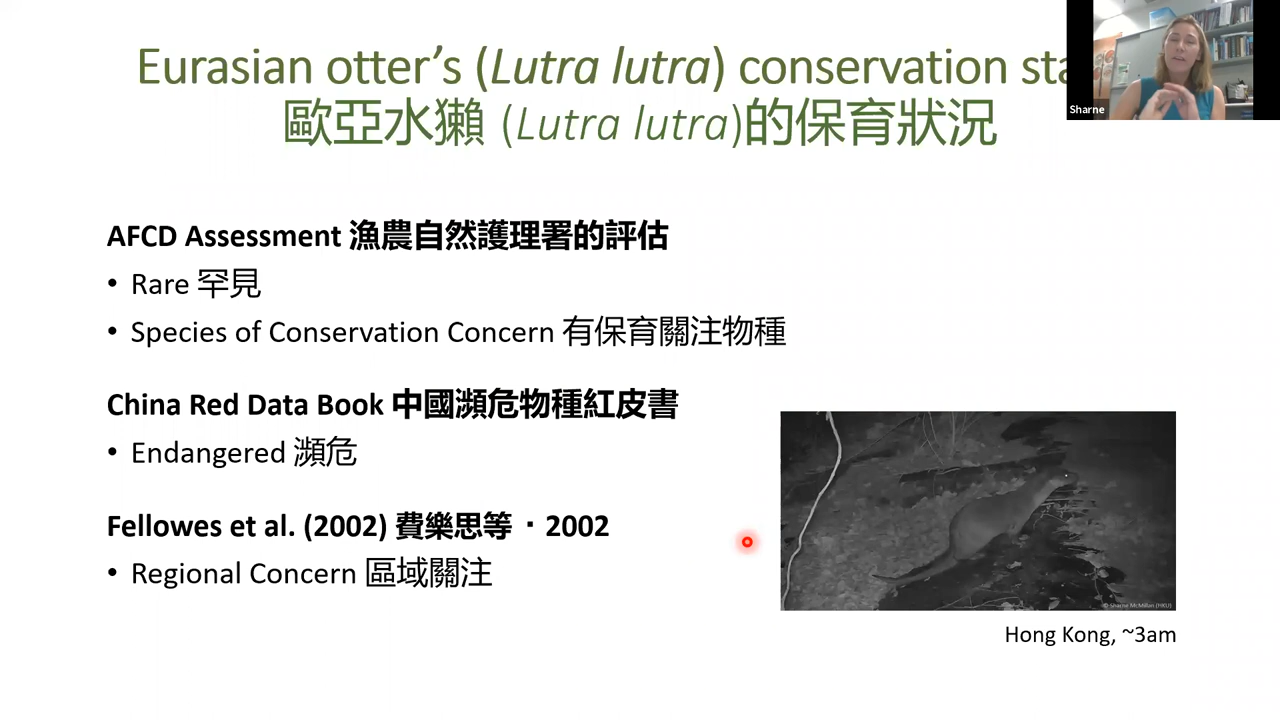 Eurasian otter's (Lutra lutra) conservation
歐亞水獺 (Lutra lutra)的保育狀況
Sharne
AFCD Assessment 漁農自然護理署的評估
• Rare 罕見
• Species of Conservation Concern 有保育關注物種
China Red Data Book 中國瀕危物種紅皮書
• Endangered 瀕危
Fellowes et al. (2002) 費樂思等・2002
• Regional Concern 區域關注
© Sharne McMillan (HKU)
Hong Kong, ~3am